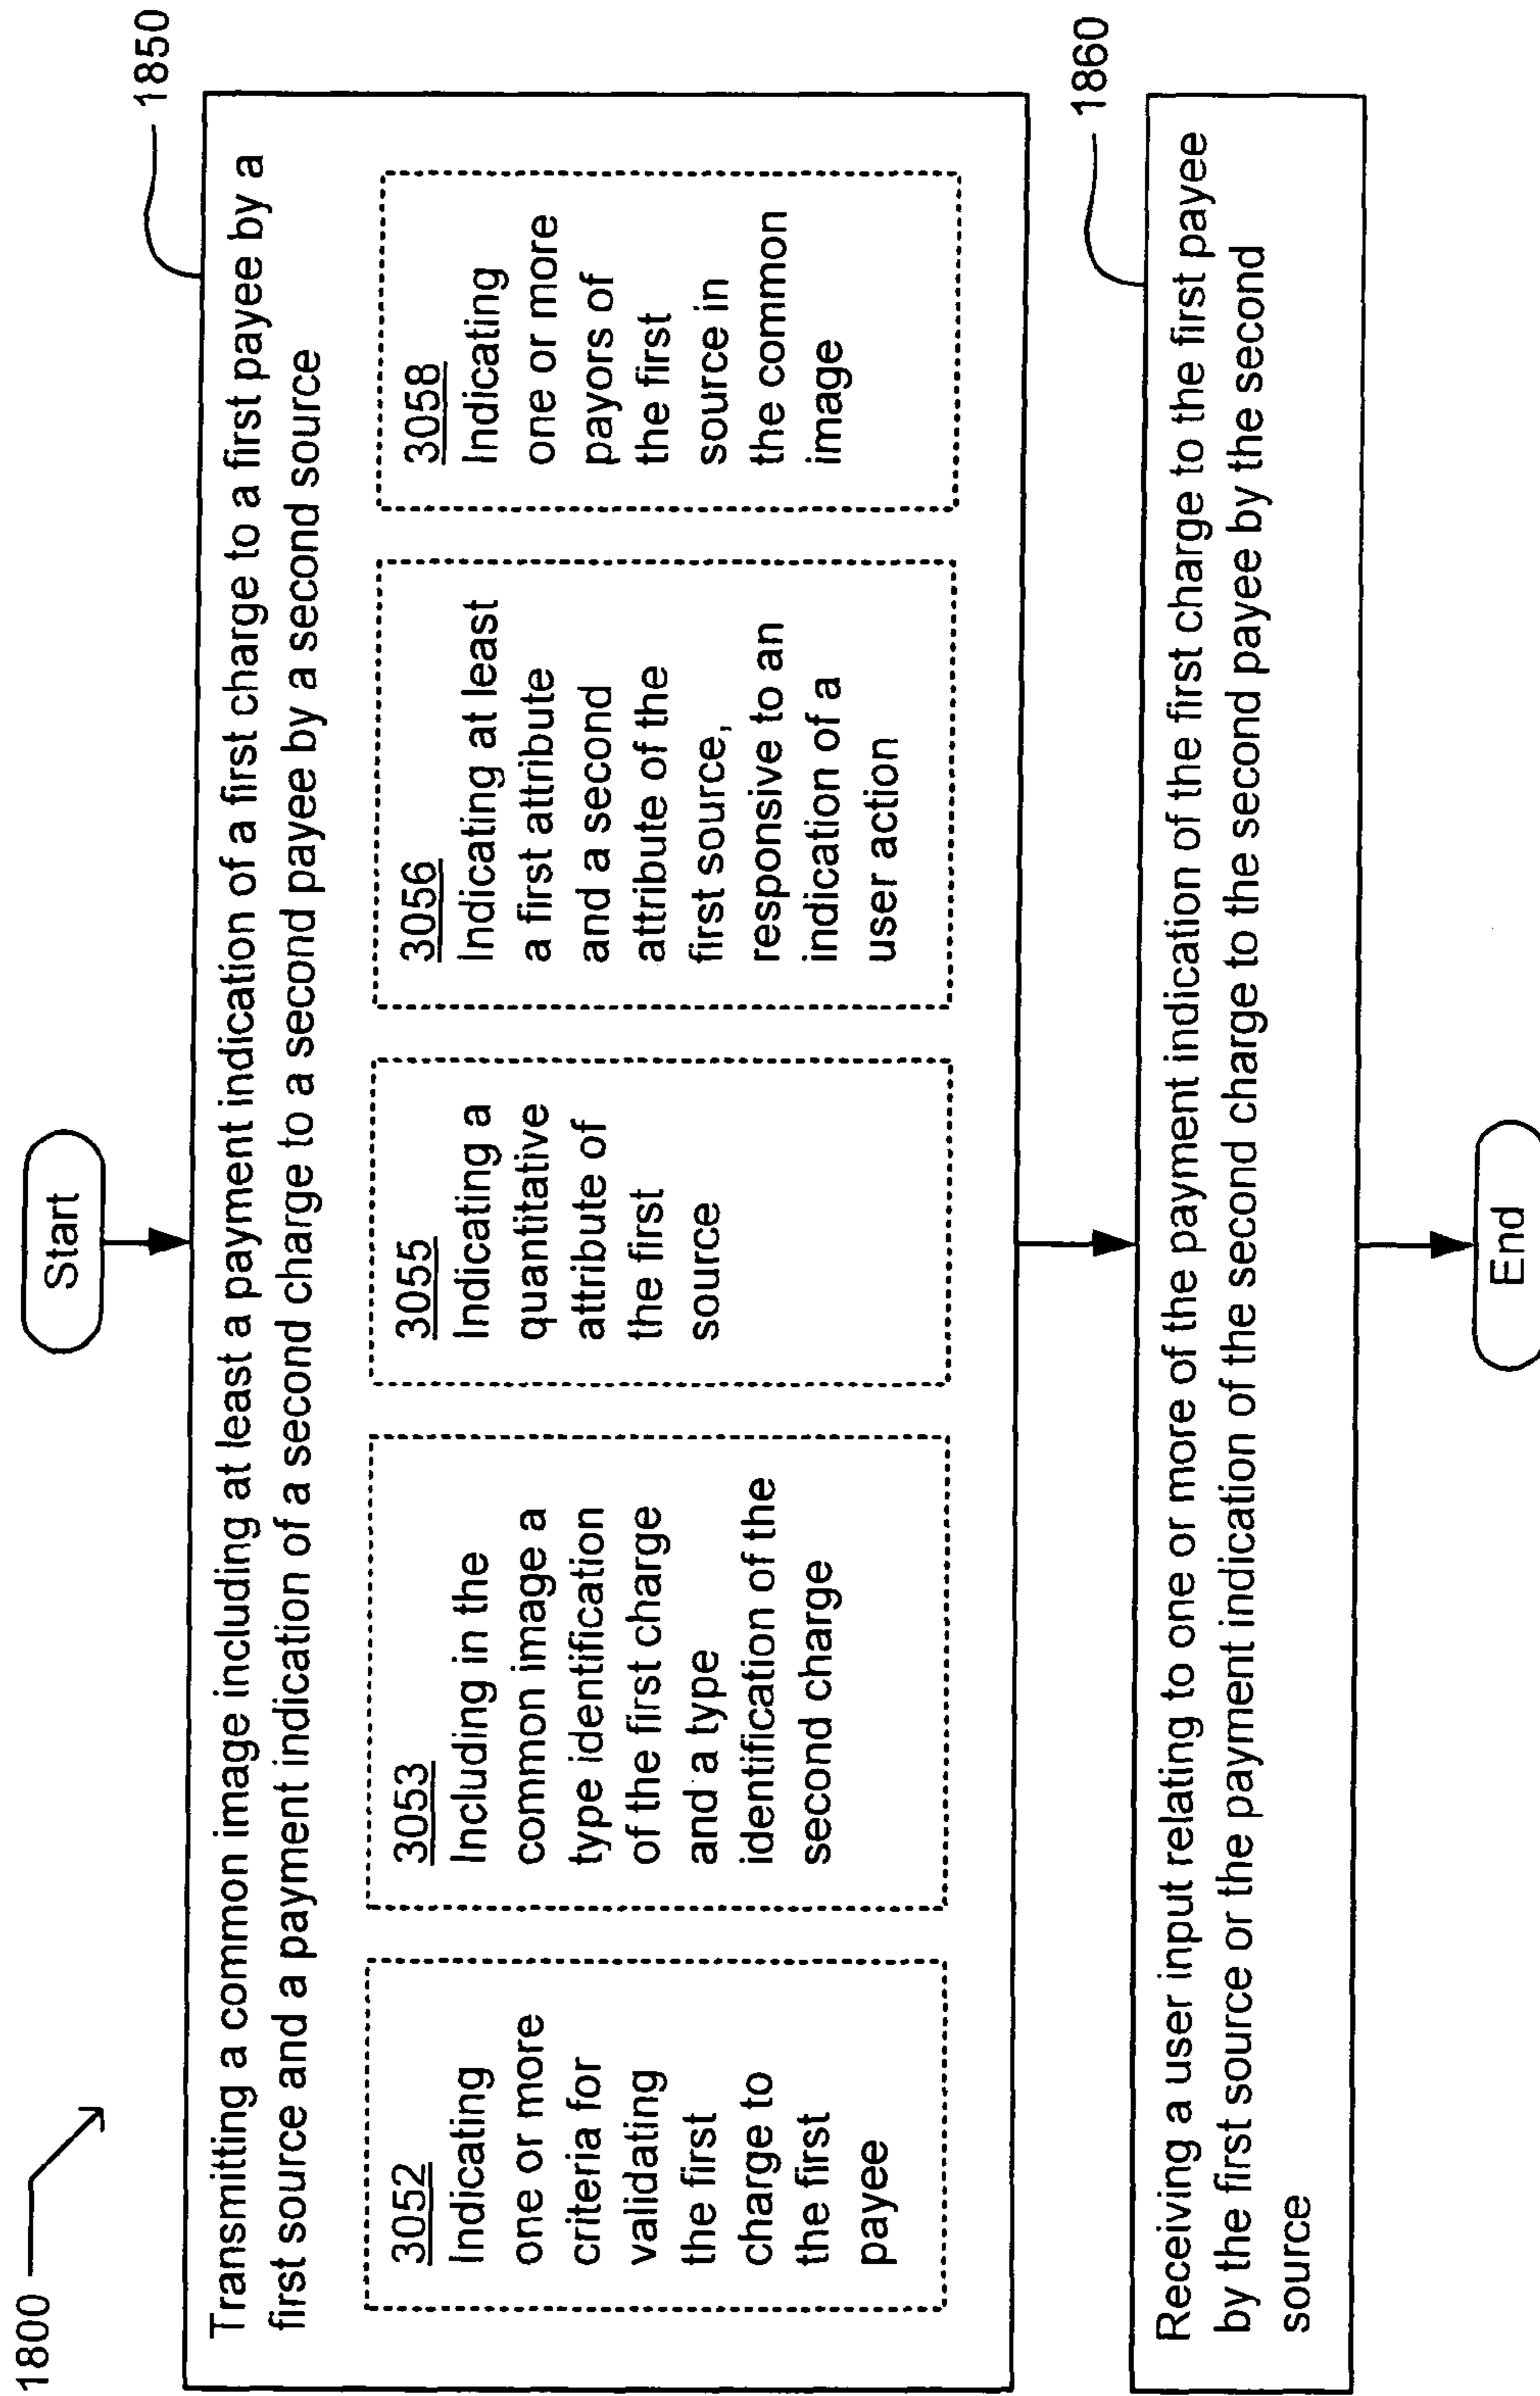 1800
Start
1850
Transmitting a common image including at least a payment indication of a first charge to a first payee by a
first source and a payment indication of a second charge to a second payee by a second source
3052
Indicating
one or more
criteria for
validating
the first
charge to
the first
payee
3053
Including in the
common image a
type identification
of the first charge
and a type
identification of the
second charge
3055
Indicating a
quantitative
attribute of
the first
source
3056
Indicating at least
a first attribute
and a second
attribute of the
first source,
responsive to an
indication of a
user action
3058
Indicating
one or more
payors of
the first
source in
the common
image
1860
Receiving a user input relating to one or more of the payment indication of the first charge to the first payee
by the first source or the payment indication of the second charge to the second payee by the second
source
End